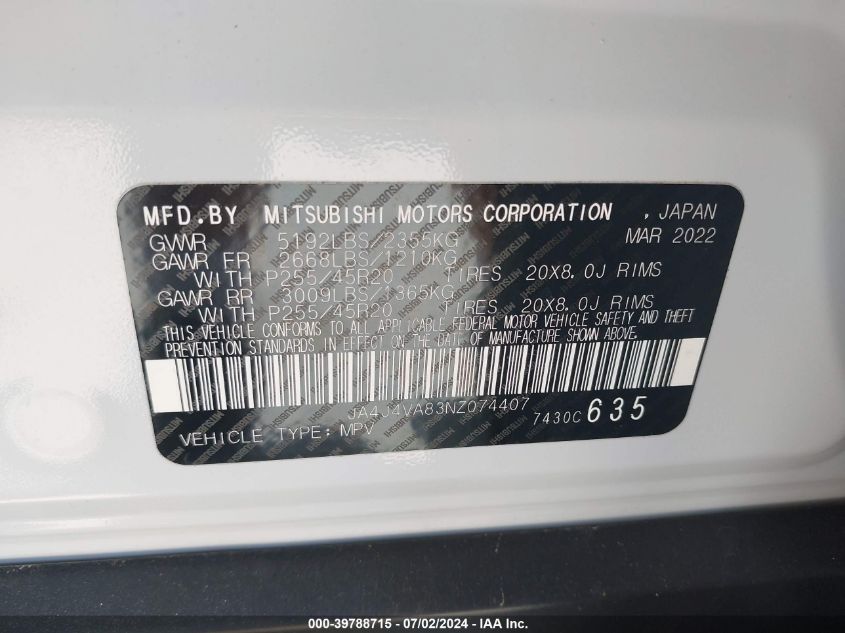 MFD.BY MITSUBISHI MOTORS CORPORATION , JAPAN
GWWR 5192LBS/2355KG MAR 2022
GAWR FR 2668LBS/1210KG
WITH P255/45R20 TIRES, 20X8.0J RIMS
GAWR RR 3009LBS/1365KG
WITH P255/45R20 TIRES, 20X8.0J RIMS
THIS VEHICLE CONFORMS TO ALL APPLICABLE FEDERAL MOTOR VEHICLE SAFETY AND THEFT
PREVENTION STANDARDS IN EFFECT ON THE DATE OF MANUFACTURE SHOWN ABOVE.
JA4J4VA83NZ074407
7430C 635
VEHICLE TYPE: MPV
000-39788715 - 07/02/2024 - IAA Inc.